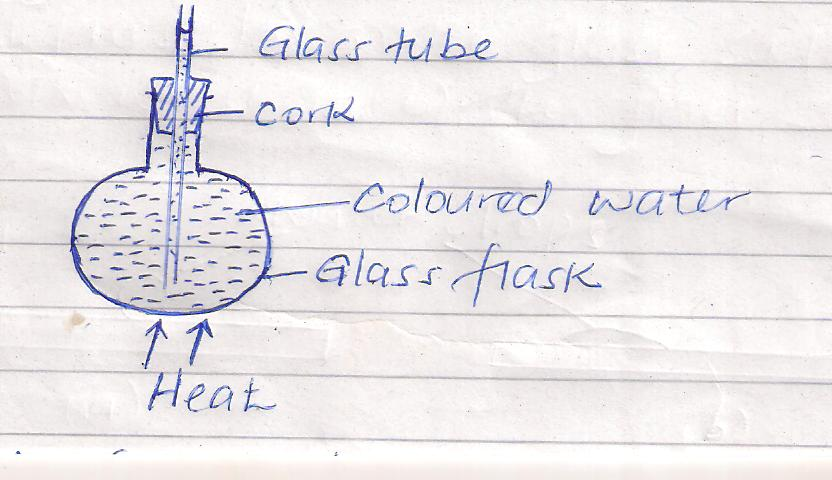 Glass tube
cork
Coloured water
Glass flask
Heat